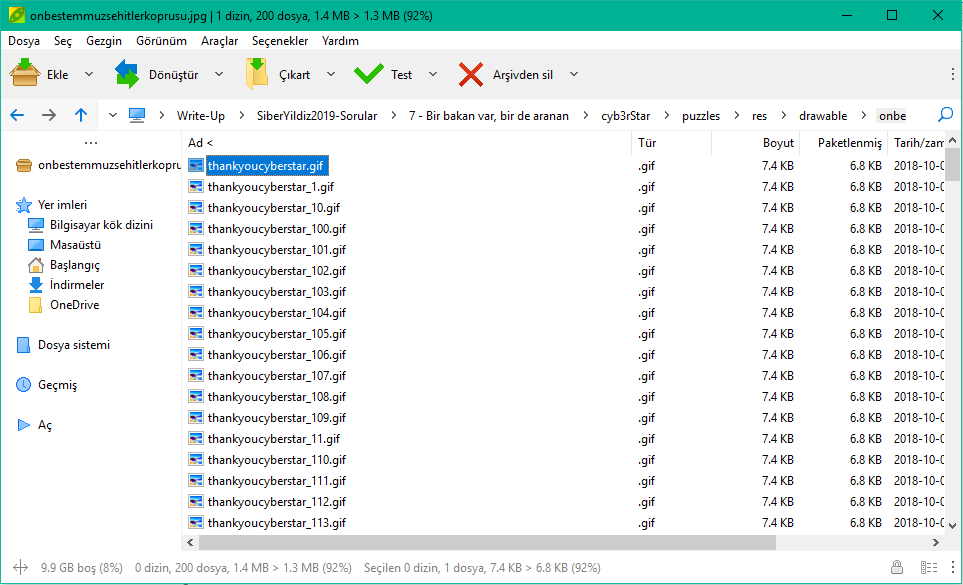 onbestemmuzsehitlerkoprusu.jpg | 1 dizin, 200 dosya, 1.4 MB > 1.3 MB (92%)
Dosya Seç Gezgin Görünüm Araçlar Seçenekler Yardım
Ekle Dönüştür Çıkart Test Arşivden sil
Write-Up > SiberYildiz2019-Sorular > 7 - Bir bakan var, bir de aranan > cyb3rStar > puzzles > res > drawable > onbe
... Ad < Tür Boyut Paketlenmiş Tarih/zam
onbestemmuzsehitlerkopru
Yer imleri
Bilgisayar kök dizini
Masaüstü
Başlangıç
İndirmeler
OneDrive
Dosya sistemi
Geçmiş
Aç
thankyoucyberstar.gif .gif 7.4 KB 6.8 KB 2018-10-0
thankyoucyberstar_1.gif .gif 7.4 KB 6.8 KB 2018-10-0
thankyoucyberstar_10.gif .gif 7.4 KB 6.8 KB 2018-10-0
thankyoucyberstar_100.gif .gif 7.4 KB 6.8 KB 2018-10-0
thankyoucyberstar_101.gif .gif 7.4 KB 6.8 KB 2018-10-0
thankyoucyberstar_102.gif .gif 7.4 KB 6.8 KB 2018-10-0
thankyoucyberstar_103.gif .gif 7.4 KB 6.8 KB 2018-10-0
thankyoucyberstar_104.gif .gif 7.4 KB 6.8 KB 2018-10-0
thankyoucyberstar_105.gif .gif 7.4 KB 6.8 KB 2018-10-0
thankyoucyberstar_106.gif .gif 7.4 KB 6.8 KB 2018-10-0
thankyoucyberstar_107.gif .gif 7.4 KB 6.8 KB 2018-10-0
thankyoucyberstar_108.gif .gif 7.4 KB 6.8 KB 2018-10-0
thankyoucyberstar_109.gif .gif 7.4 KB 6.8 KB 2018-10-0
thankyoucyberstar_11.gif .gif 7.4 KB 6.8 KB 2018-10-0
thankyoucyberstar_110.gif .gif 7.4 KB 6.8 KB 2018-10-0
thankyoucyberstar_111.gif .gif 7.4 KB 6.8 KB 2018-10-0
thankyoucyberstar_112.gif .gif 7.4 KB 6.8 KB 2018-10-0
thankyoucyberstar_113.gif .gif 7.4 KB 6.8 KB 2018-10-0
9.9 GB boş (8%) 0 dizin, 200 dosya, 1.4 MB > 1.3 MB (92%) Seçilen 0 dizin, 1 dosya, 7.4 KB > 6.8 KB (92%)